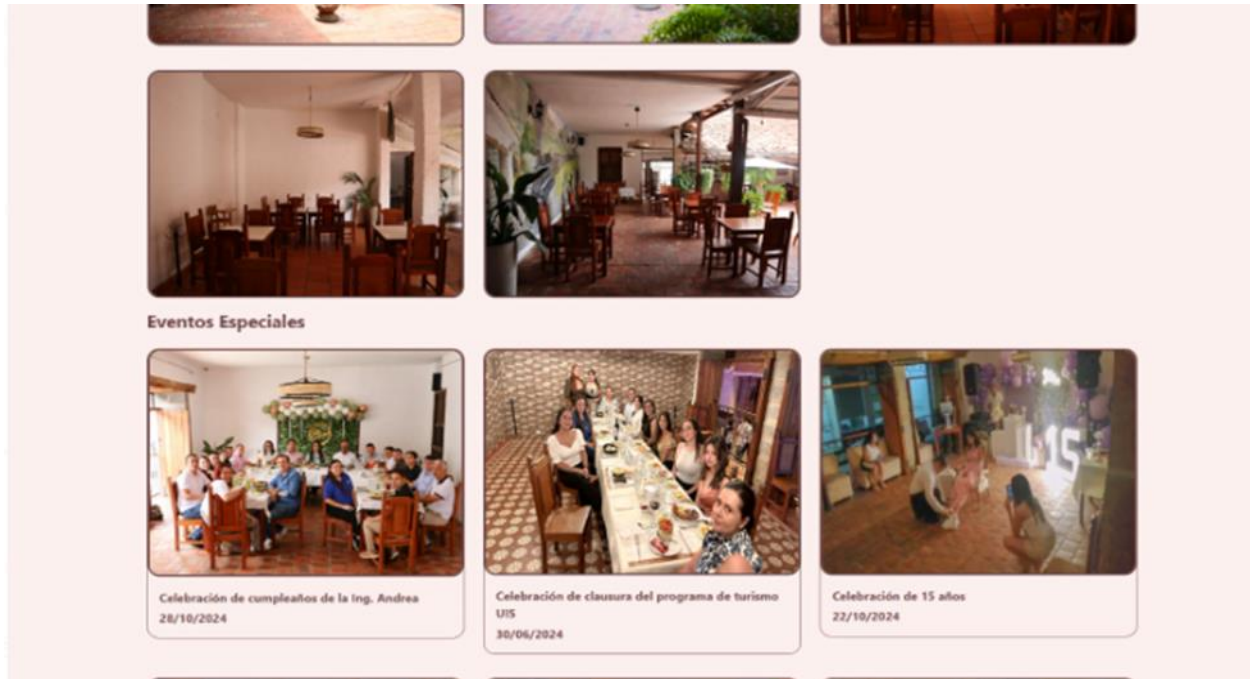 Eventos Especiales
Celebración de cumpleaños de la Ing. Andrea
28/10/2024
Celebración de clausura del programa de turismo
UIS
30/06/2024
15
Celebración de 15 años
22/10/2024